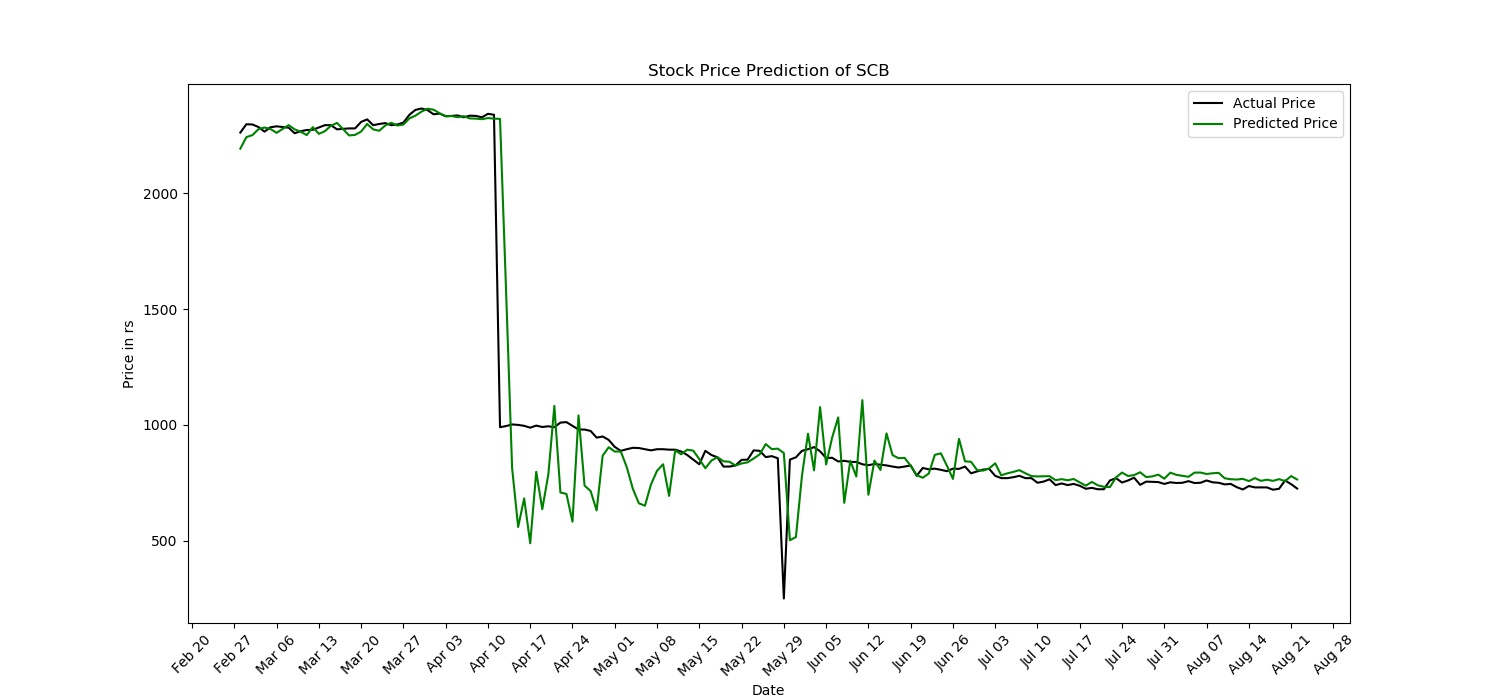 Stock Price Prediction of SCB
Actual Price
Predicted Price
Price in rs
2000
1500
1000
500
Feb 20
Feb 27
Mar 06
Mar 13
Mar 20
Mar 27
Apr 03
Apr 10
Apr 17
Apr 24
May 01
May 08
May 15
May 22
May 29
Jun 05
Jun 12
Jun 19
Jun 26
Jul 03
Jul 10
Jul 17
Jul 24
Jul 31
Aug 07
Aug 14
Aug 21
Aug 28
Date